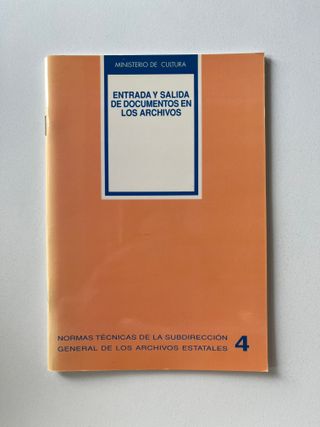 MINISTERIO DE CULTURA
ENTRADA Y SALIDA
DE DOCUMENTOS EN
LOS ARCHIVOS
NORMAS TÉCNICAS DE LA SUBDIRECCIÓN
GENERAL DE LOS ARCHIVOS ESTATALES 4